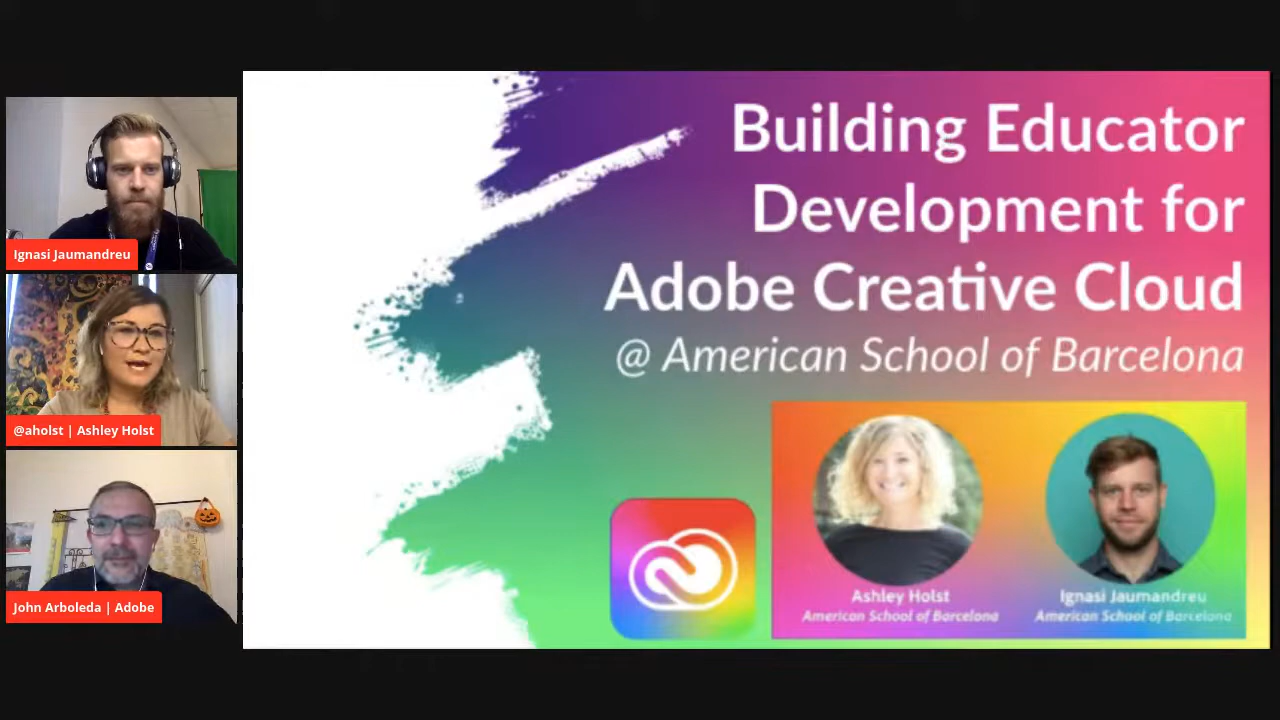 Ignasi Jaumandreu
@aholst | Ashley Holst
John Arboleda | Adobe
Building Educator
Development for
Adobe Creative Cloud
@ American School of Barcelona
Ashley Holst
American School of Barcelona
Ignasi Jaumandreu
American School of Barcelona